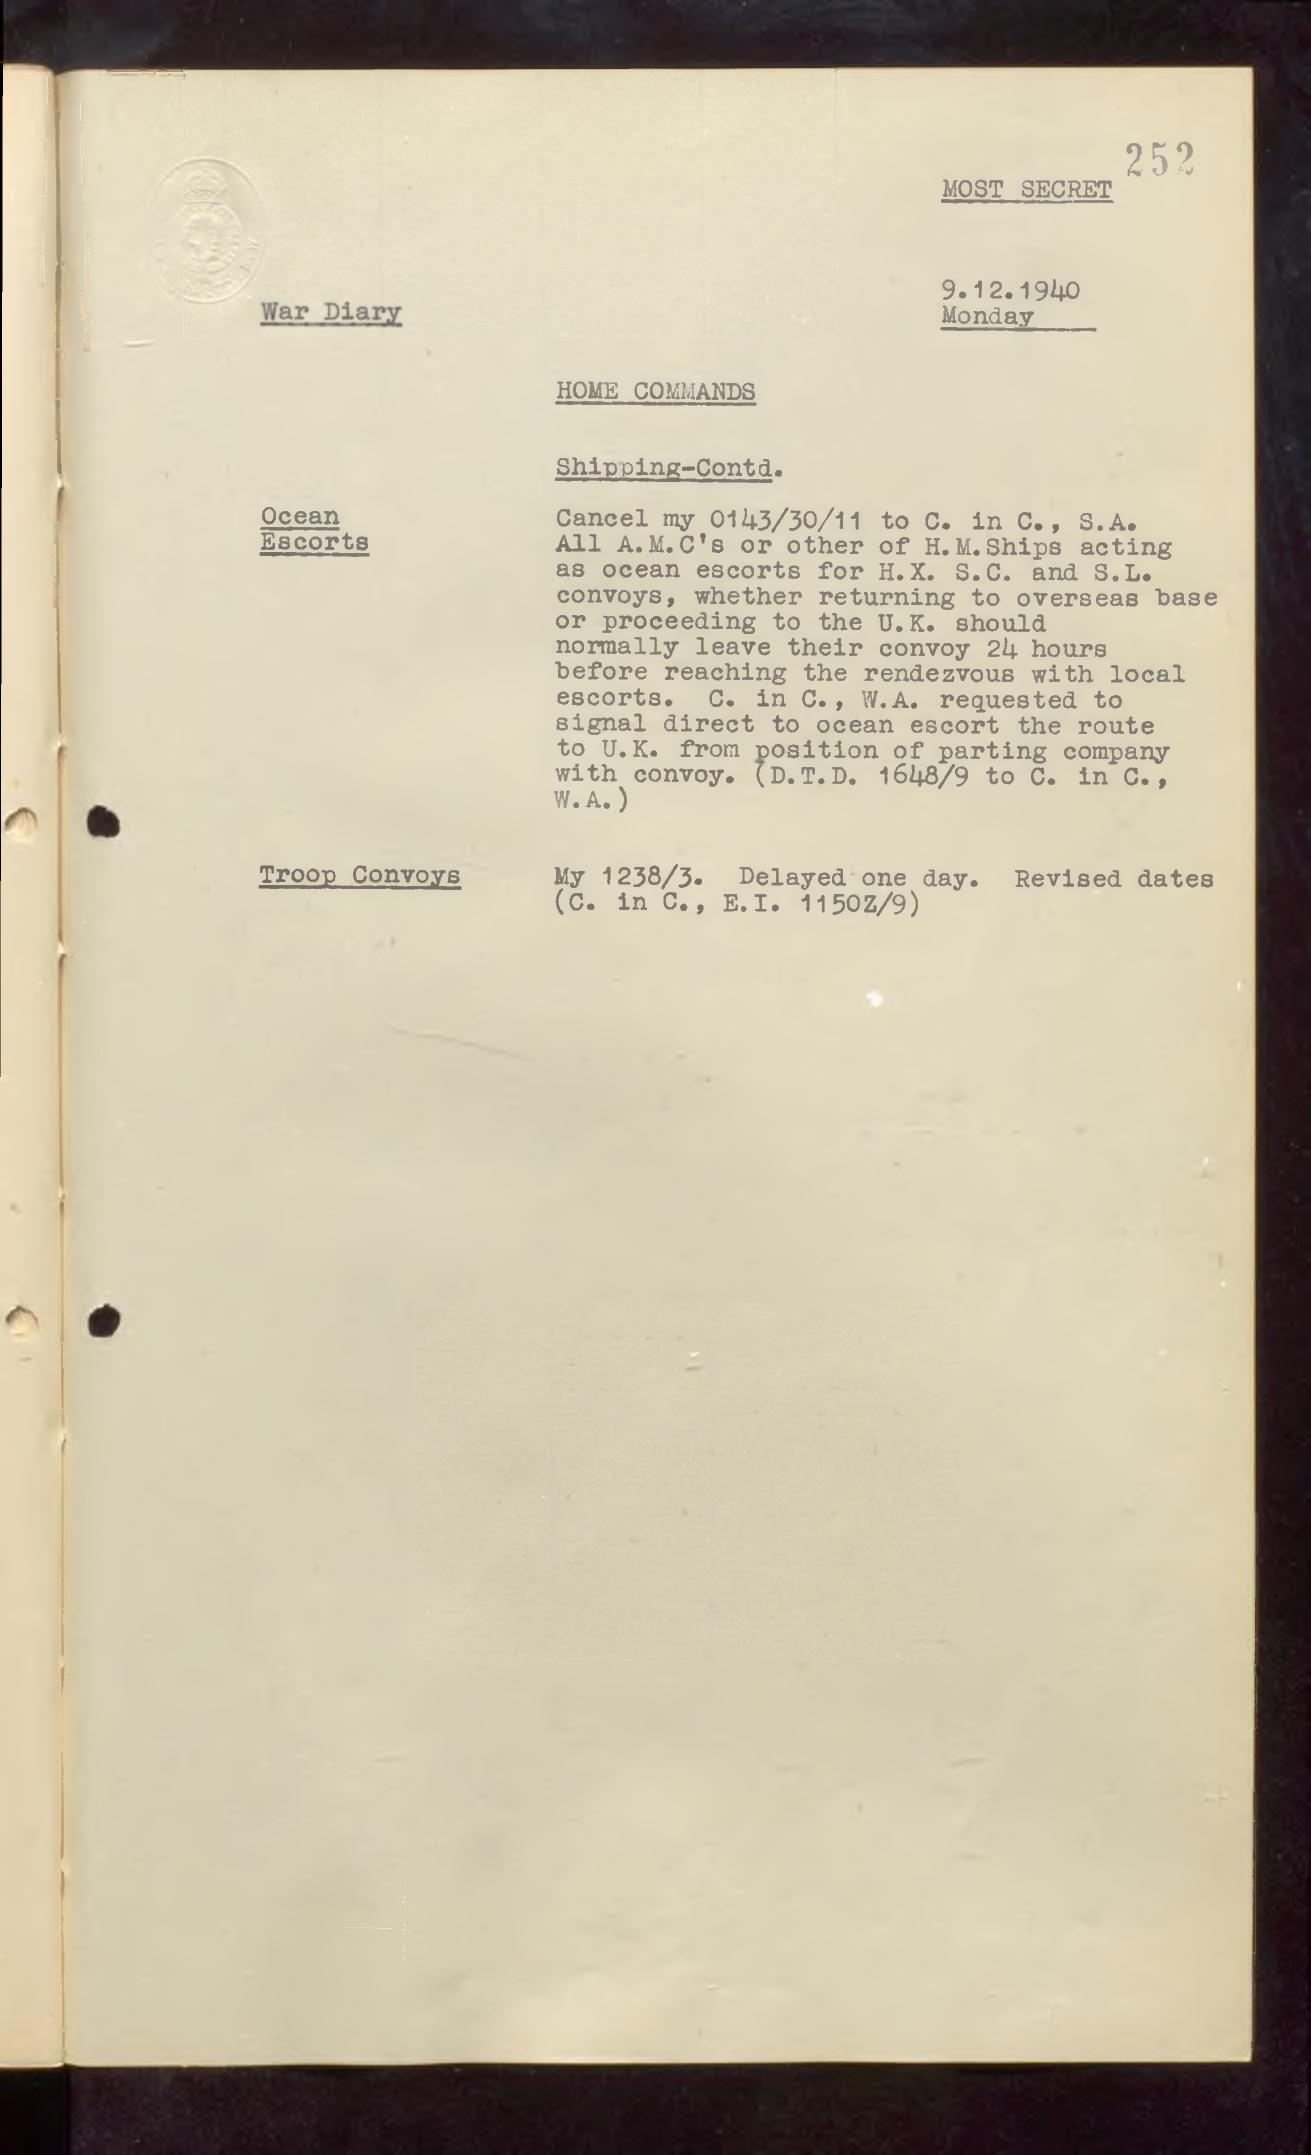 252
MOST SECRET
9.12.1940
War Diary
Monday
HOME COMMANDS
Shipping-Contd.
Ocean
Escorts
Cancel my 0143/30/11 to C. in C., S.A.
All A.M.C's or other of H.M.Ships acting
as ocean escorts for H.X. S.C. and S.L.
convoys, whether returning to overseas base
or proceeding to the U.K. should
normally leave their convoy 24 hours
before reaching the rendezvous with local
escorts. C. in C., W.A. requested to
signal direct to ocean escort the route
to U.K. from position of parting company
with convoy. (D.T.D. 1648/9 to C. in C.,
W.A.)
Troop Convoys
My 1238/3. Delayed one day. Revised dates
(C. in C., E.I. 1150Z/9)